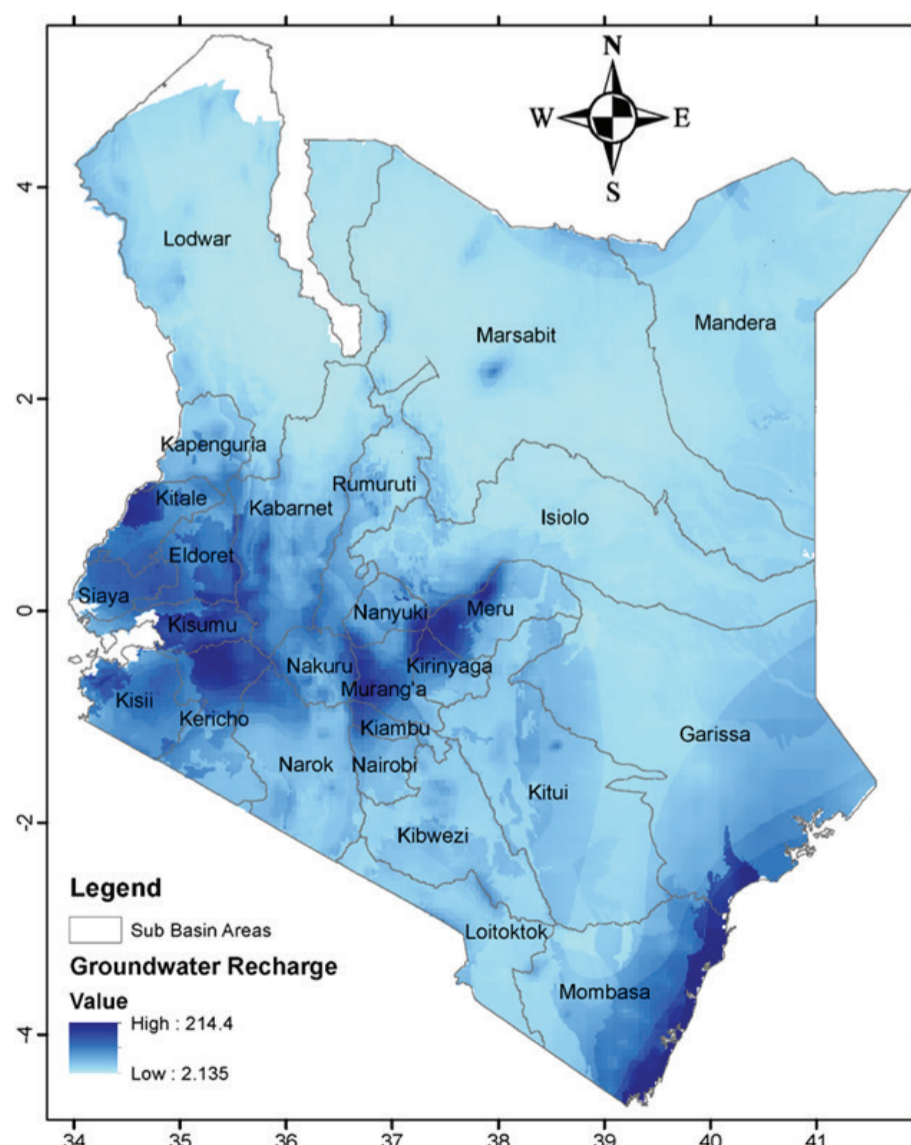 N
W E
S
4
2
0
-2
-4
Lodwar
Marsabit
Mandera
Kapenguria
Kitale
Kabarnet
Rumuruti
Isiolo
Eldoret
Siaya
Kisumu
Nanyuki
Meru
Nakuru
Kirinyaga
Kisii
Murang'a
Kericho
Kiambu
Garissa
Narok
Nairobi
Kitui
Kibwezi
Loitoktok
Mombasa
Legend
Sub Basin Areas
Groundwater Recharge
Value
High : 214.4
Low : 2.135
34 35 36 37 38 39 40 41